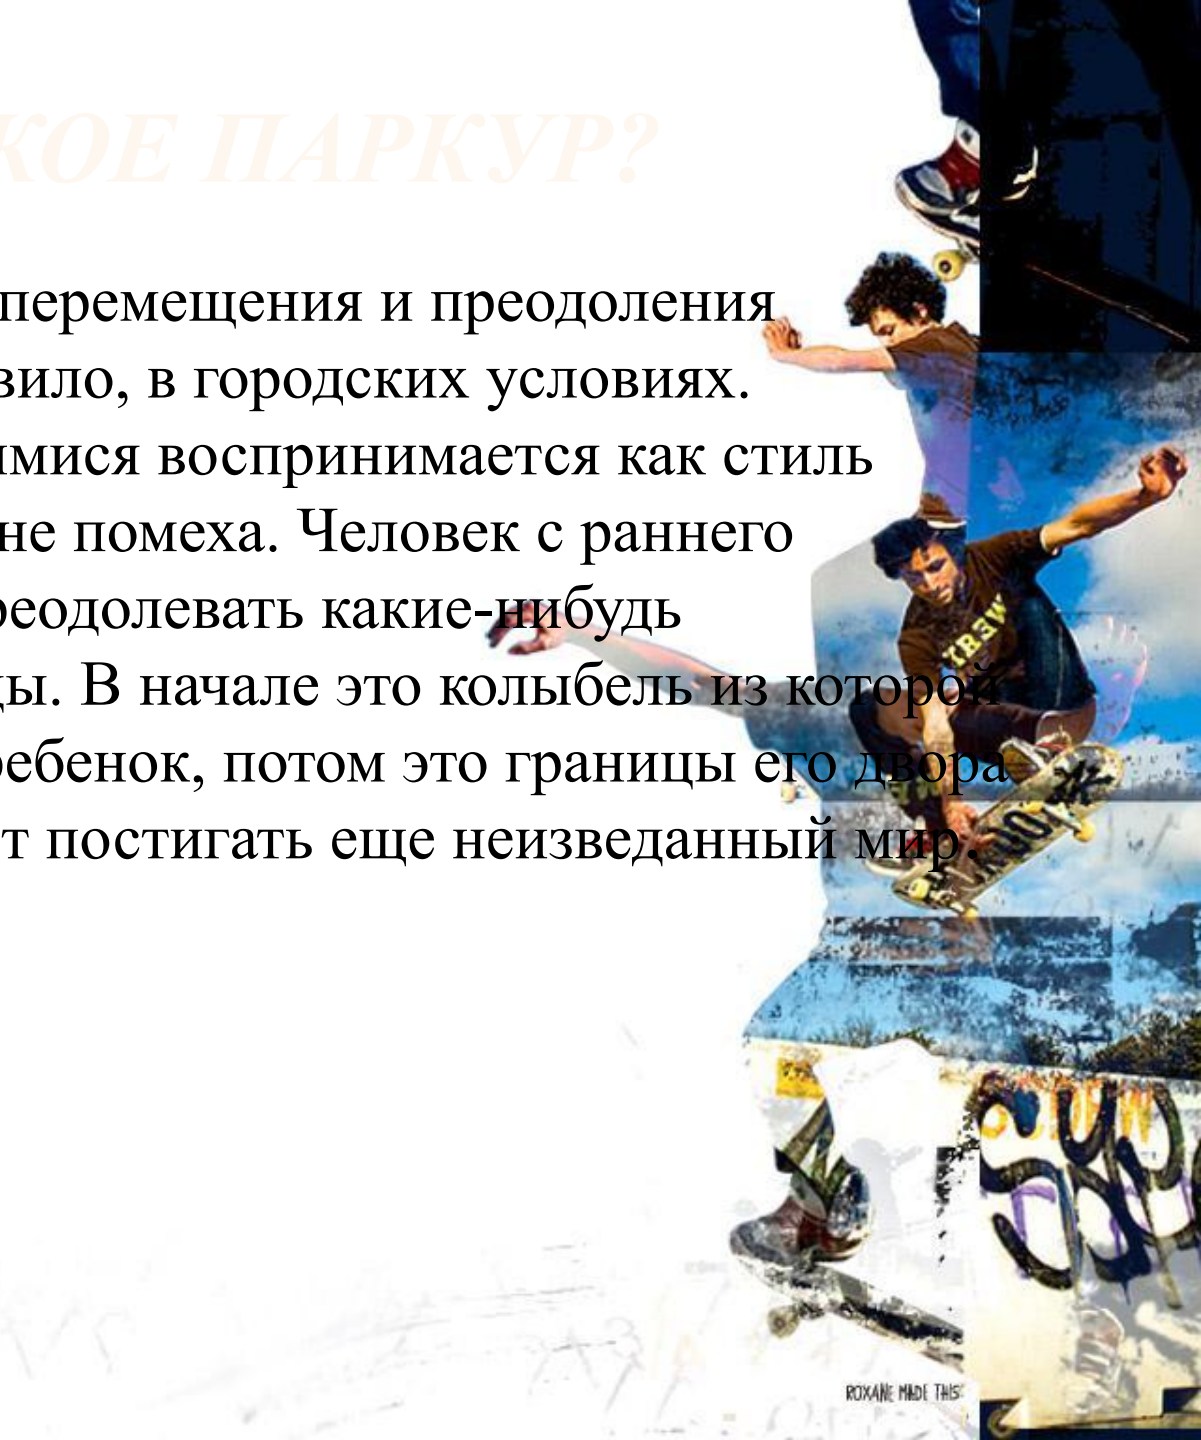 КОЕ ПАРКУР?
перемещения и преодоления
вило, в городских условиях.
имися воспринимается как стиль
не помеха. Человек с раннего
реодолевать какие-нибудь
цы. В начале это колыбель из которой
ребенок, потом это границы его двора
т постигать еще неизведанный мир.
ROXANE MADE THIS